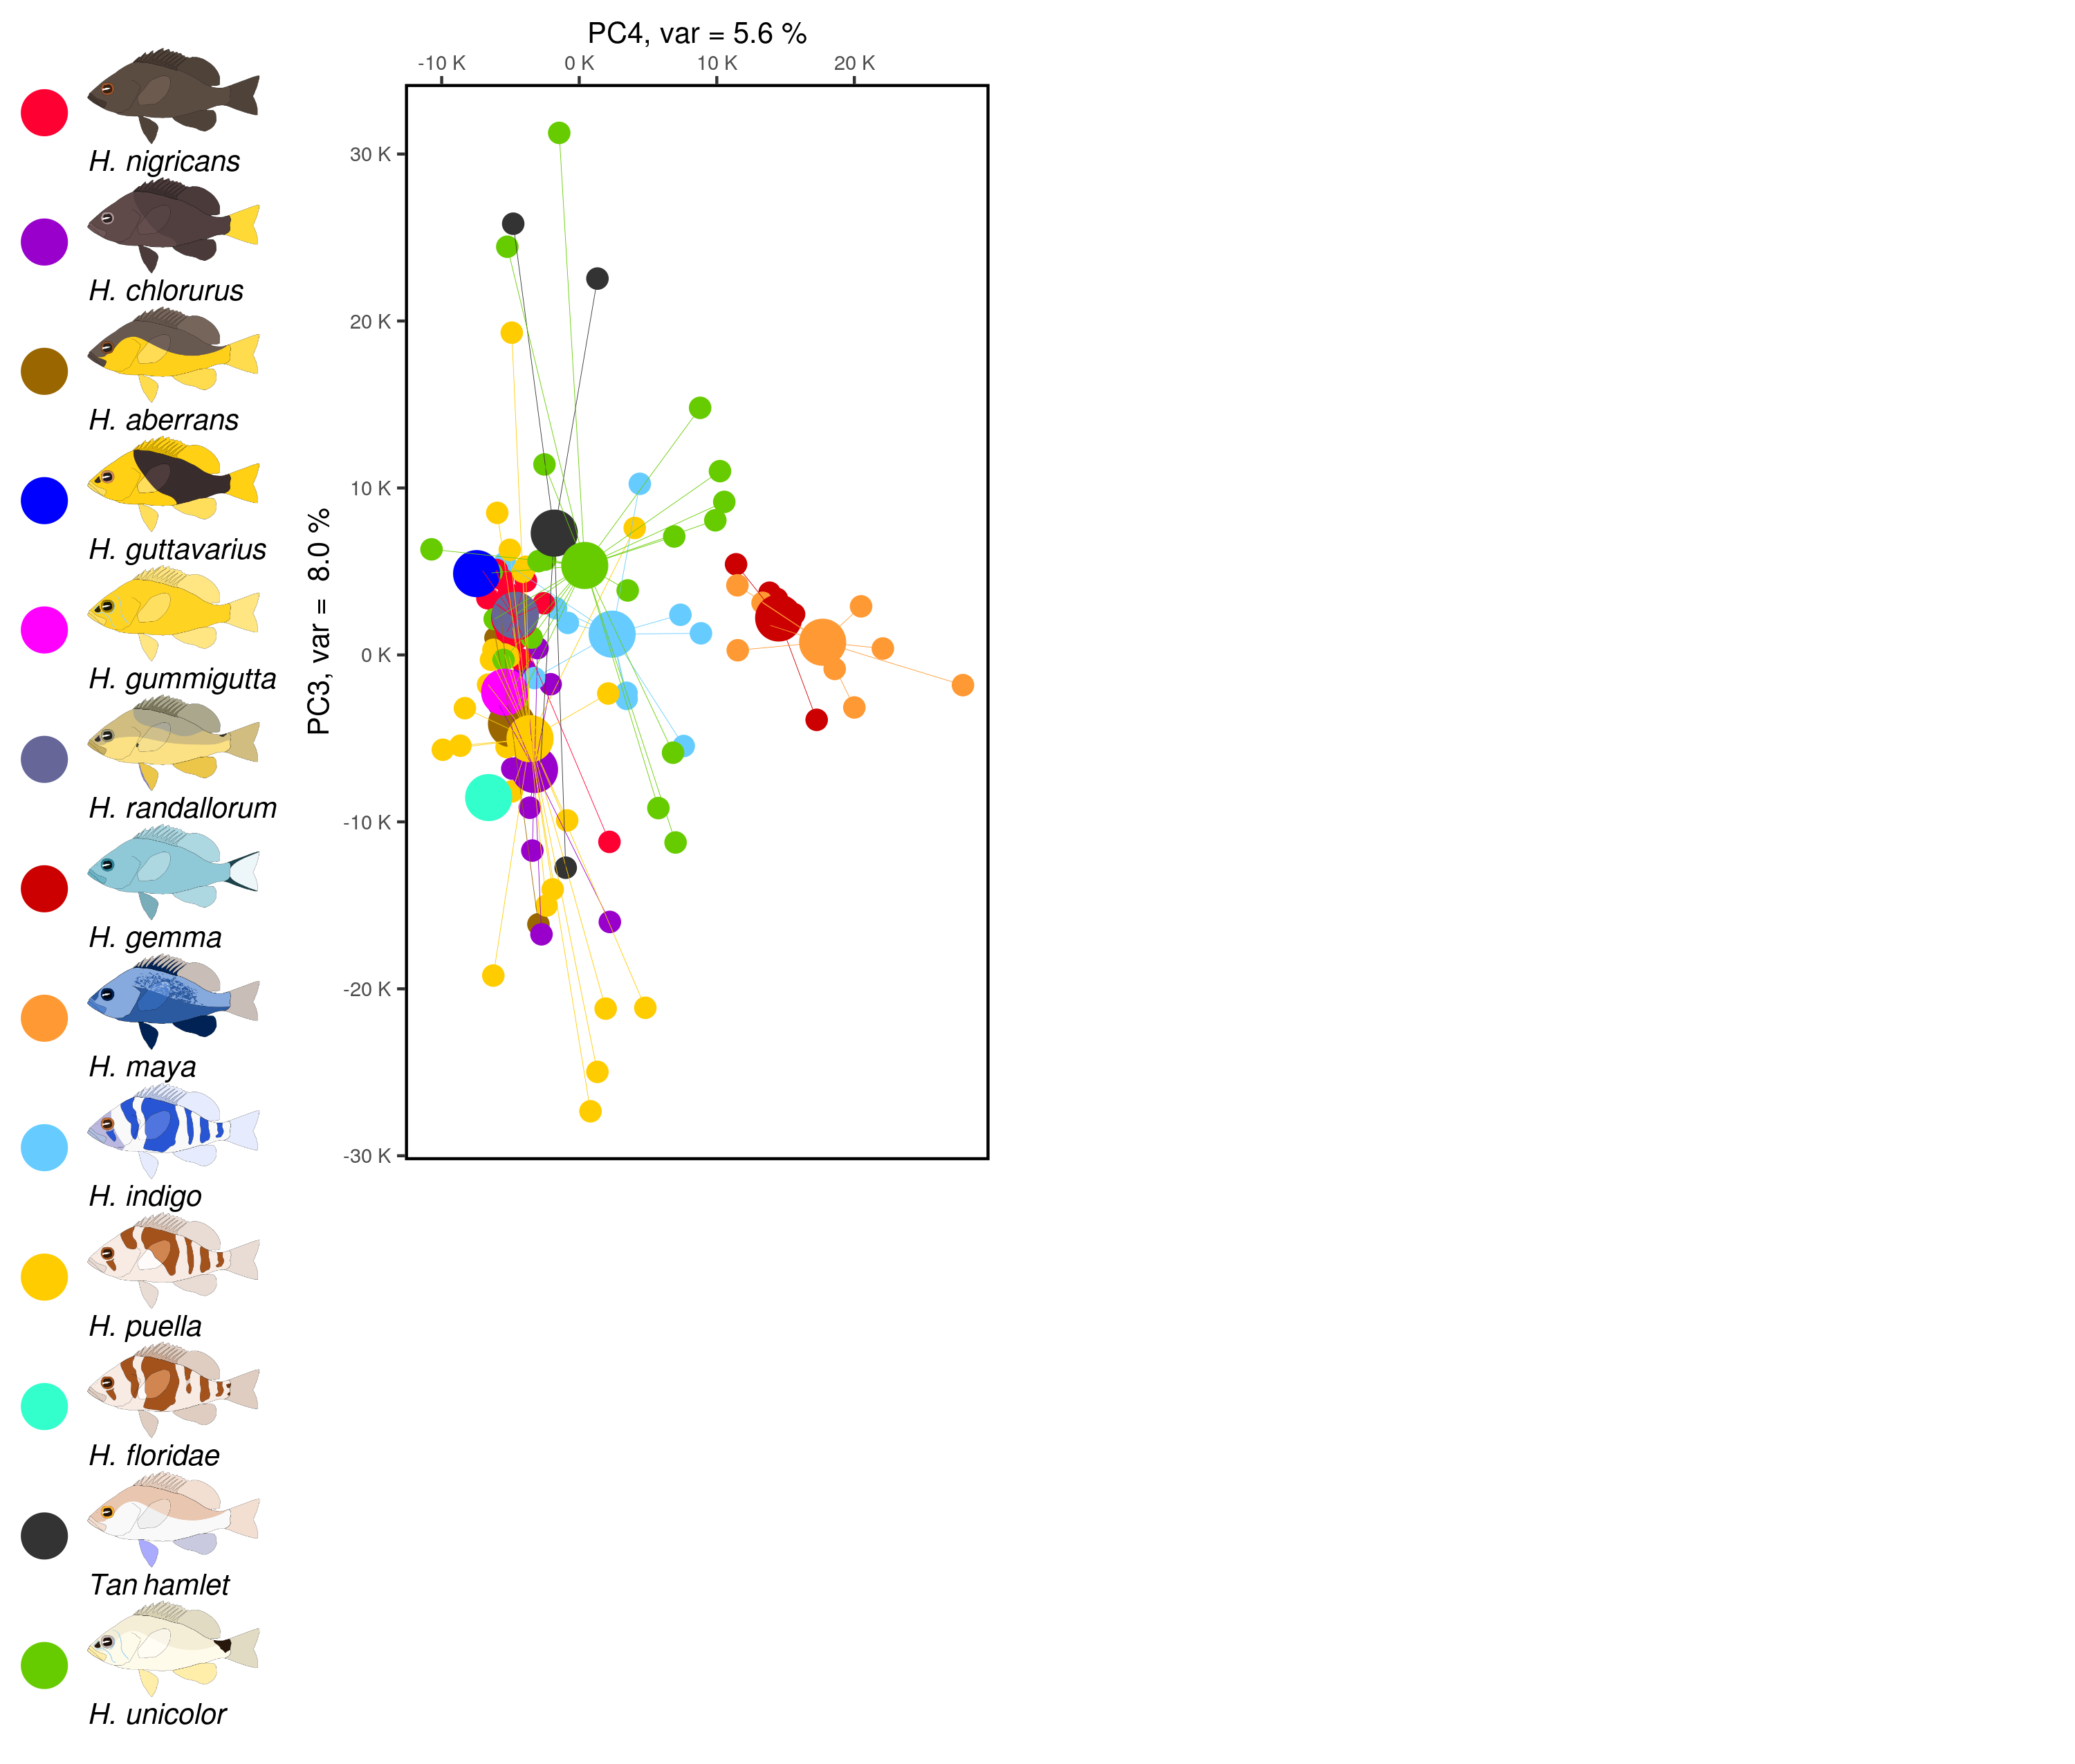 PC4, var = 5.6 %
-10 K 0 K 10 K 20 K
30 K
20 K
10 K
0 K
-10 K
-20 K
-30 K
PC3, var = 8.0 %
H. nigricans
H. chlorurus
H. aberrans
H. guttavarius
H. gummigutta
H. randallorum
H. gemma
H. maya
H. indigo
H. puella
H. floridae
Tan hamlet
H. unicolor